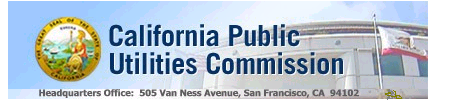 California Public
Utilities Commission
Headquarters Office: 505 Van Ness Avenue, San Francisco, CA 94102